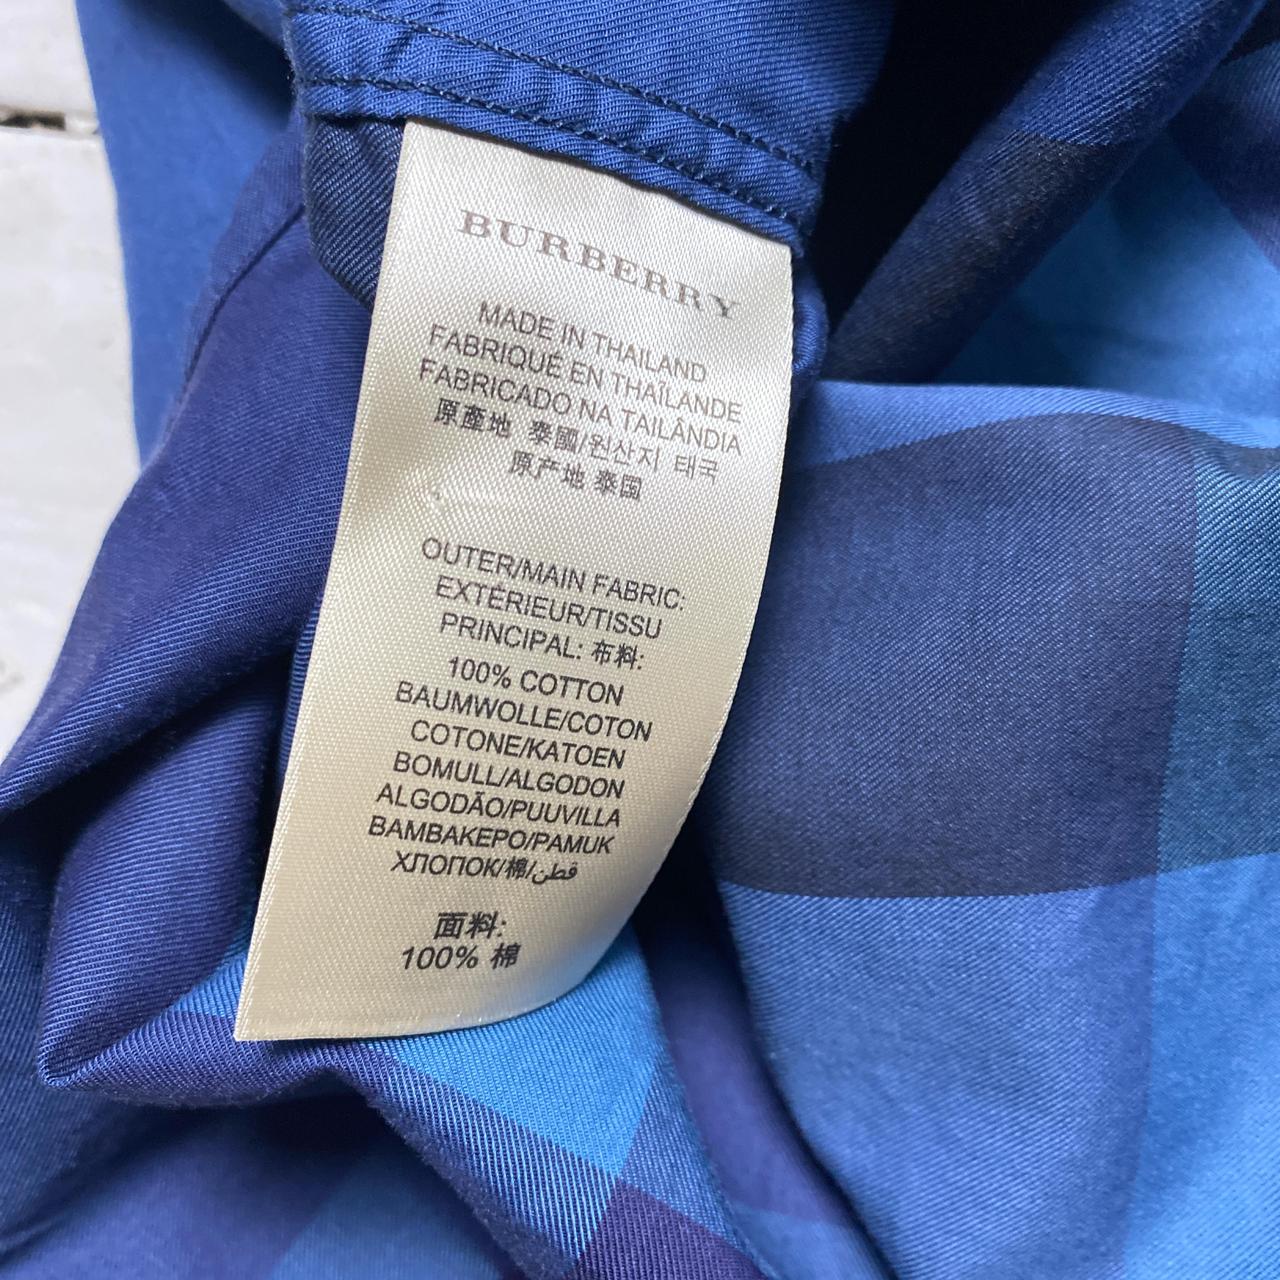 BURBERRY
MADE IN THAILAND
FABRIQUÉ EN THAÏLANDE
FABRICADO NA TAILÂNDIA
原產地 泰國/원산지 태국
原产地 泰国
OUTER/MAIN FABRIC:
EXTÉRIEUR/TISSU
PRINCIPAL: 布料:
100% COTTON
BAUMWOLLE/COTON
COTONE/KATOEN
BOMULL/ALGODON
ALGODÃO/PUUVILLA
ΒΑΜΒΑΚΕΡΟ/PAMUK
ХЛОПОК/棉/قطن
面料:
100% 棉